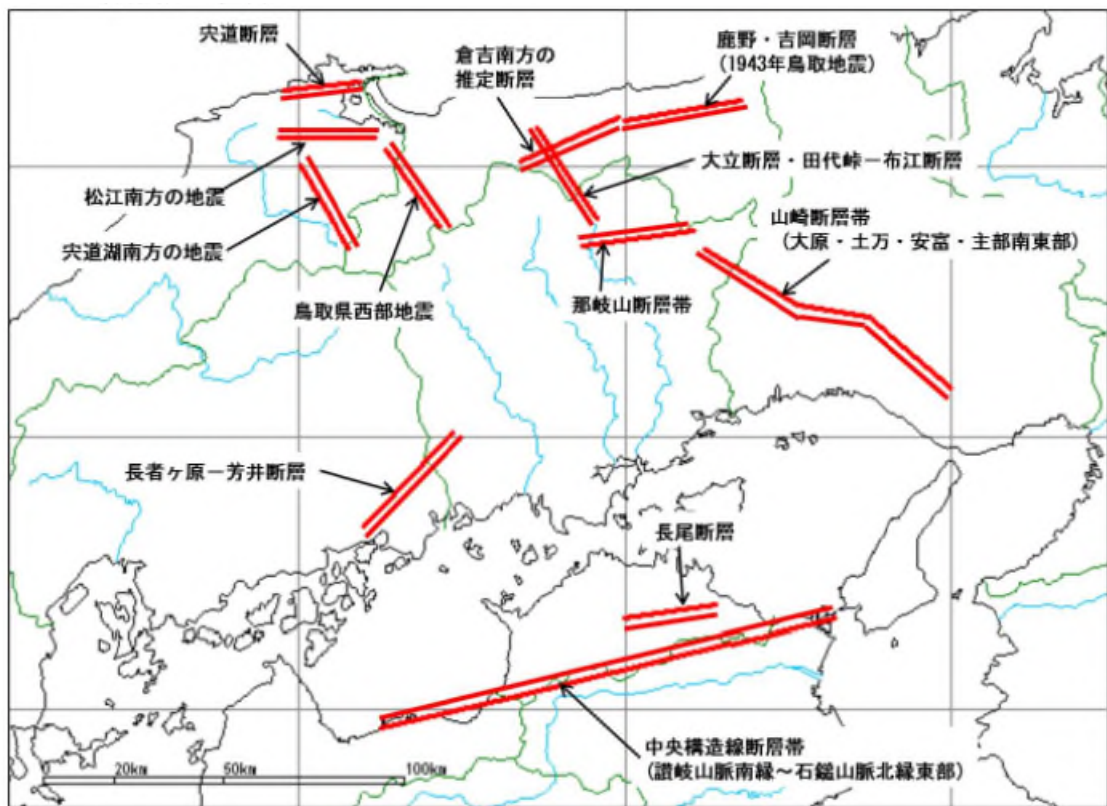 宍道断層
倉吉南方の
推定断層
鹿野・吉岡断層
(1943年鳥取地震)
大立断層・田代峠－布江断層
松江南方の地震
山崎断層帯
(大原・土万・安富・主部南東部)
宍道湖南方の地震
鳥取県西部地震
那岐山断層帯
長者ヶ原－芳井断層
長尾断層
中央構造線断層帯
(讃岐山脈南縁～石鎚山脈北縁東部)
0 20km 50km 100km